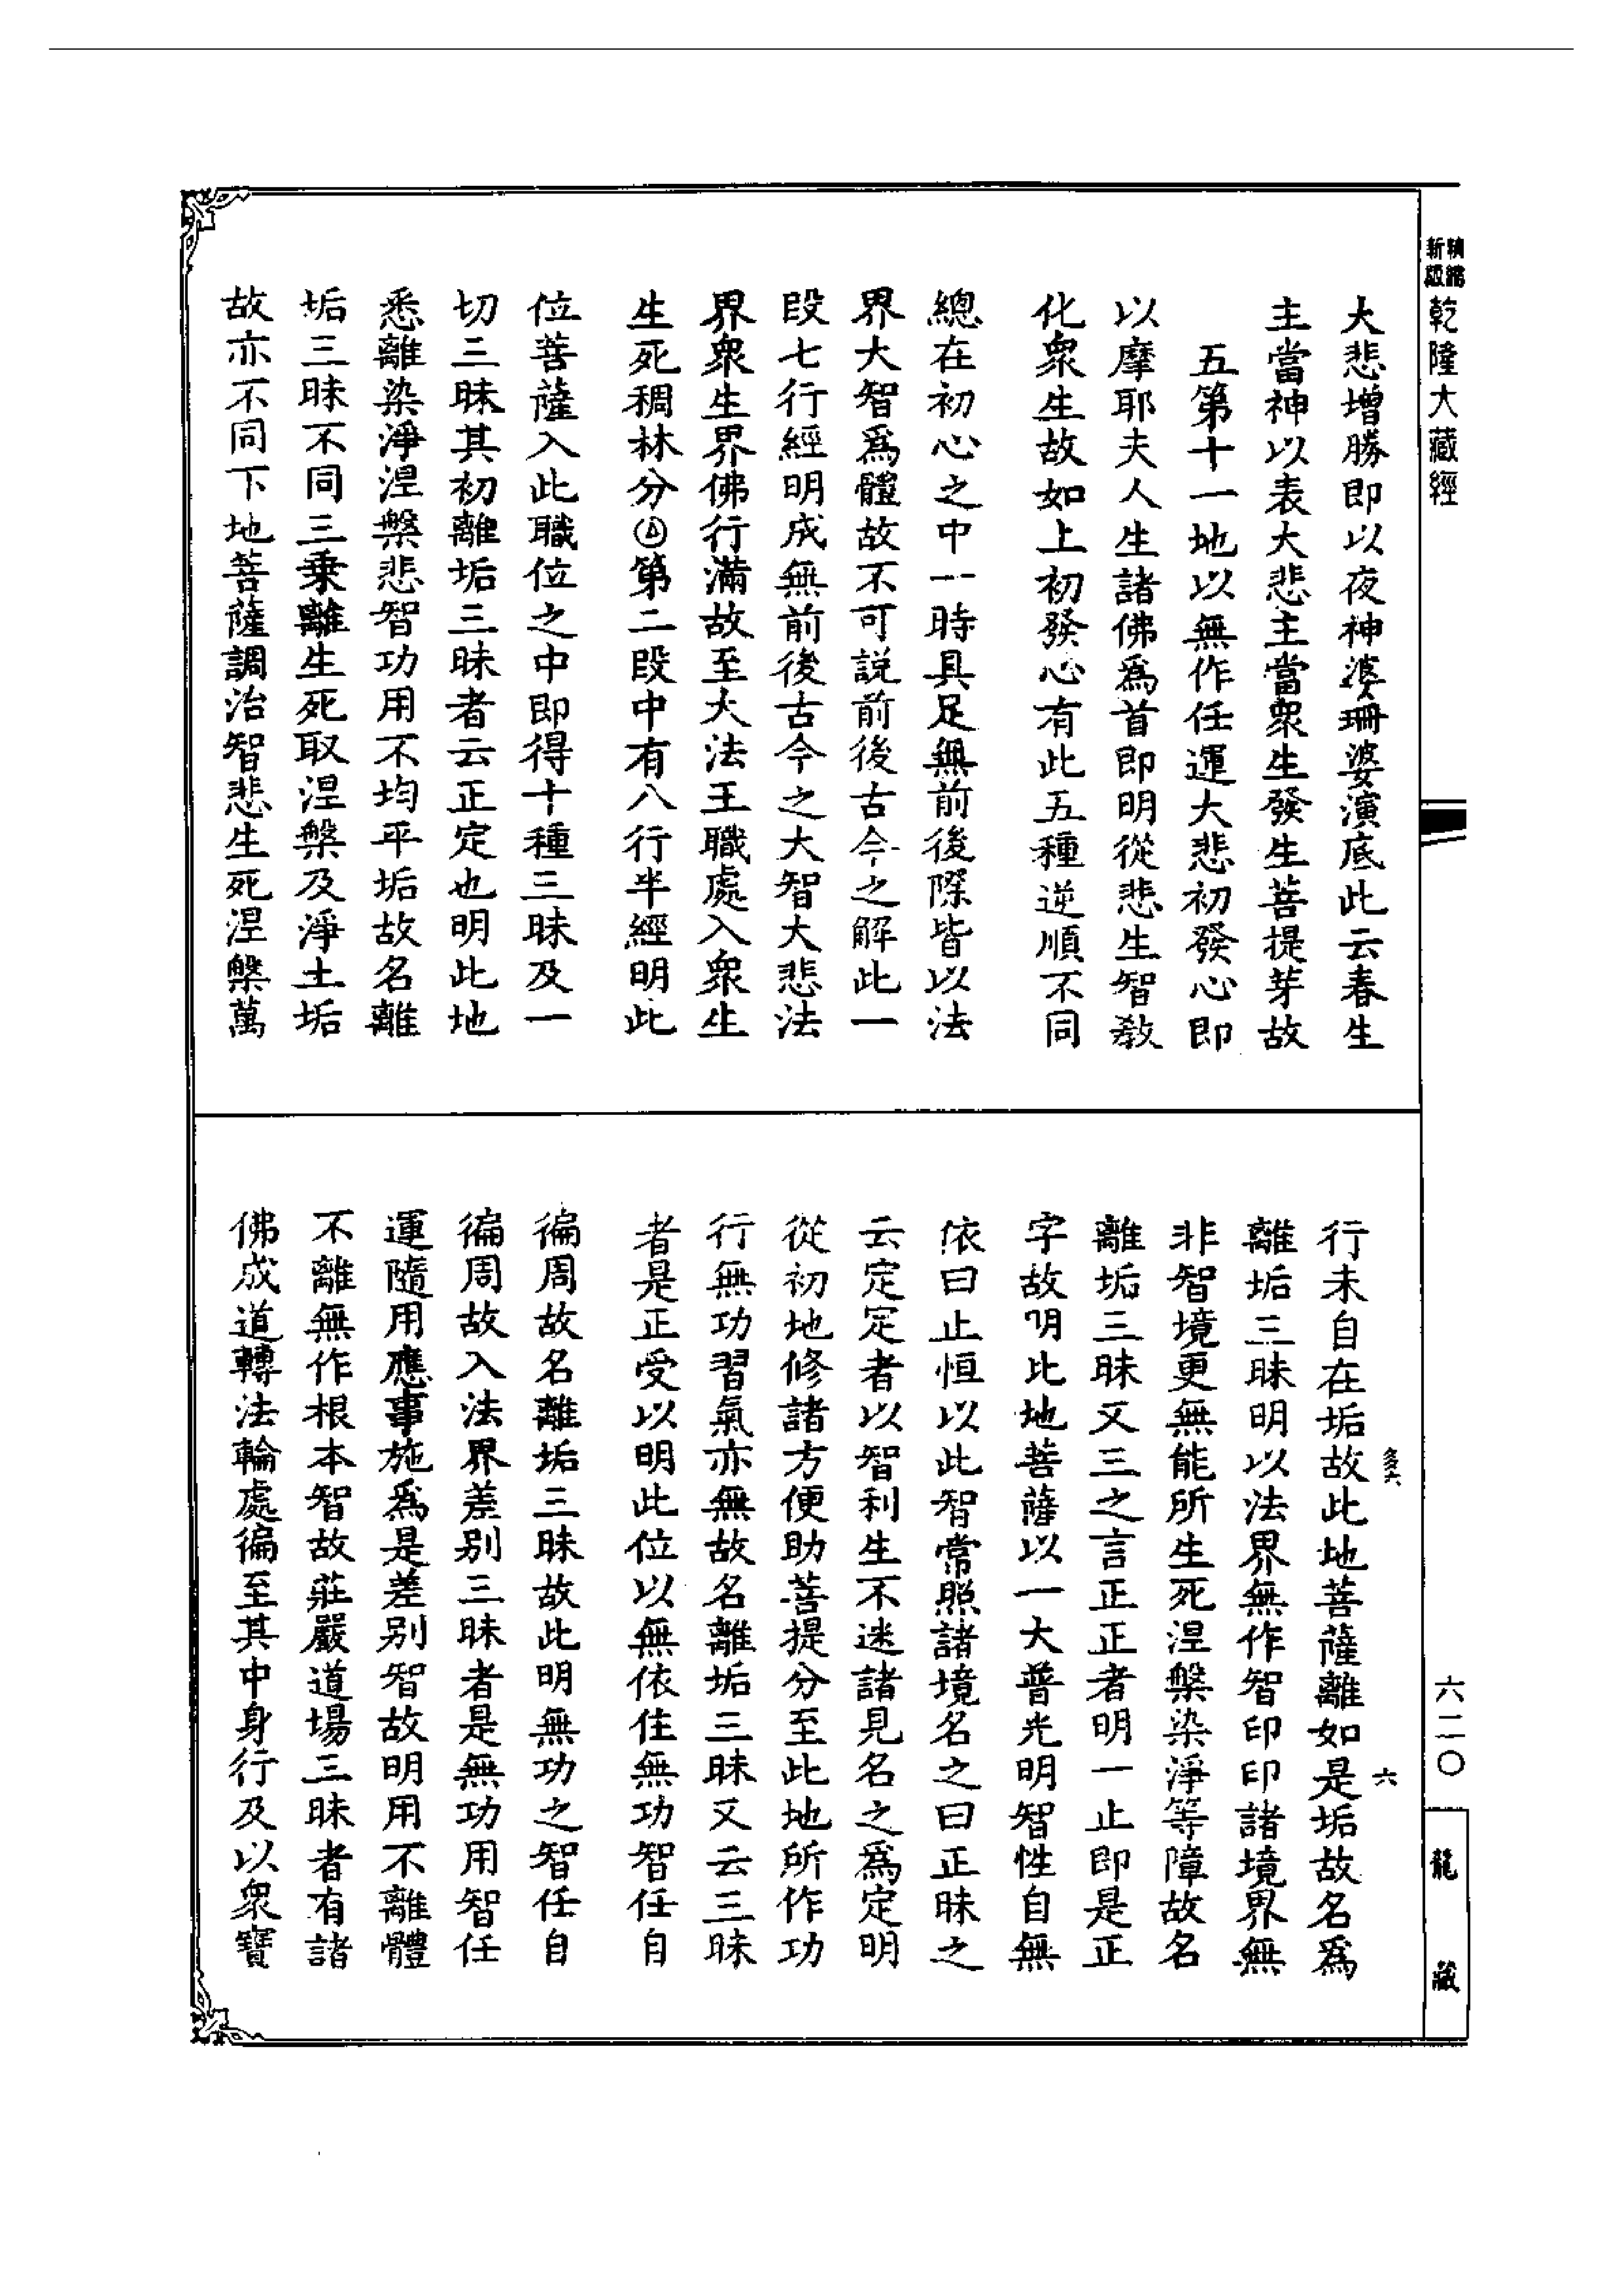 新縮
版精
乾隆大藏經
大悲增勝即以夜神婆珊婆演底此云春生
主當神以表大悲主當衆生發生菩提芽故
五第十一地以無作任運大悲初發心即
以摩耶夫人生諸佛爲首即明從悲生智教
化衆生故如上初發心有此五種逆順不同
總在初心之中一時具足無前後際皆以法
界大智爲體故不可説前後古今之解此一
段七行經明成無前後古今之大智大悲法
界衆生界佛行滿故至大法王職處入衆生
生死稠林分㊁第二段中有八行半經明此
位菩薩入此職位之中即得十種三昧及一
切三昧其初離垢三昧者云正定也明此地
悉離染淨涅槃悲智功用不均平垢故名離
垢三昧不同三乗離生死取涅槃及淨土垢
故亦不同下地菩薩調治智悲生死涅槃萬
行未自在垢故此地菩薩離如是垢故名爲
離垢三昧明以法界無作智印印諸境界無
非智境更無能所生死涅槃染淨等障故名
離垢三昧又三之言正正者明一止即是正
字故明此地菩薩以一大普光明智性自無
依曰止恒以此智常照諸境名之曰正昧之
云定定者以智利生不迷諸見名之爲定明
從初地修諸方便助菩提分至此地所作功
行無功習氣亦無故名離垢三昧又云三昧
者是正受以明此位以無依住無功智任自
徧周故名離垢三昧故此明無功之智任自
徧周故入法界差别三昧者是無功用智任
運隨用應事施爲是差别智故明用不離體
不離無作根本智故莊嚴道場三昧者有諸
佛成道轉法輪處徧至其中身行及以衆寶
多六
六
六二〇
龍藏